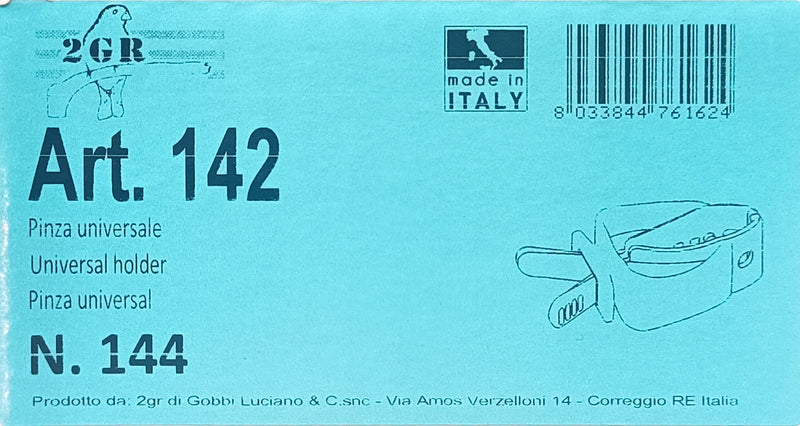 2GR
made in
ITALY
8 033844 761624
Art. 142
Pinza universale
Universal holder
Pinza universal
N. 144
Prodotto da: 2gr di Gobbi Luciano & C.snc - Via Amos Verzelloni 14 - Correggio RE Italia